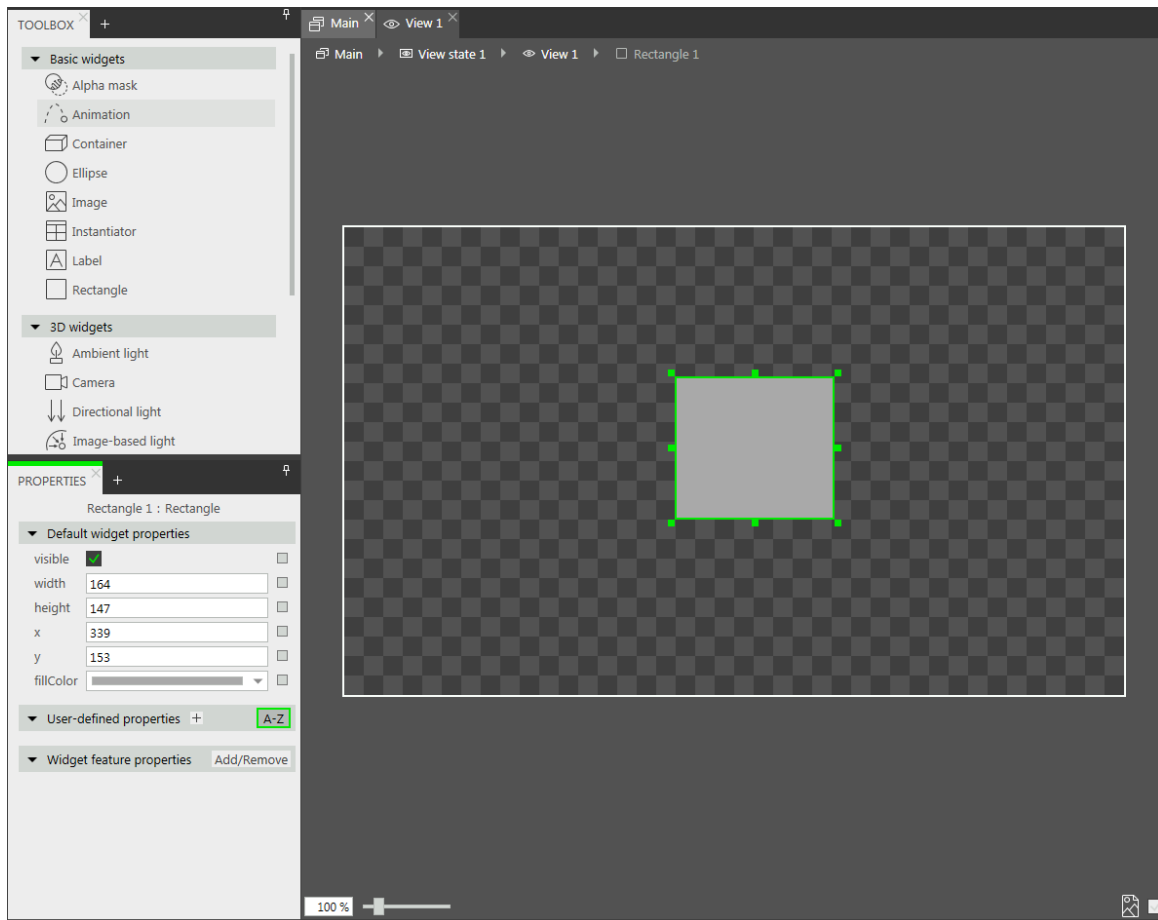 TOOLBOX
Basic widgets
Alpha mask
Animation
Container
Ellipse
Image
Instantiator
Label
Rectangle
3D widgets
Ambient light
Camera
Directional light
Image-based light
PROPERTIES
Rectangle 1 : Rectangle
Default widget properties
visible
width 164
height 147
x 339
y 153
fillColor
User-defined properties + A-Z
Widget feature properties Add/Remove
Main View 1
Main View state 1 View 1 Rectangle 1
100 %